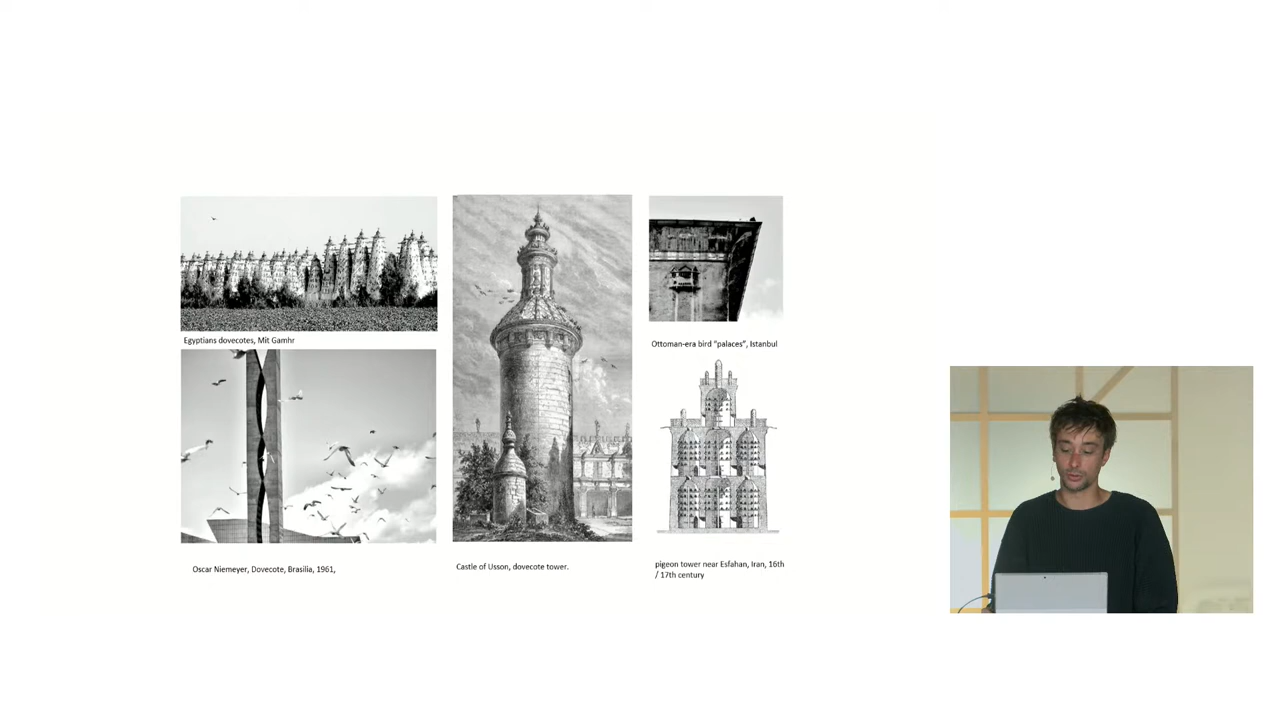 Egyptians dovecotes, Mit Gamhr
Oscar Niemeyer, Dovecote, Brasilia, 1961,
Castle of Usson, dovecote tower.
Ottoman-era bird “palaces”, Istanbul
pigeon tower near Esfahan, Iran, 16th
/ 17th century